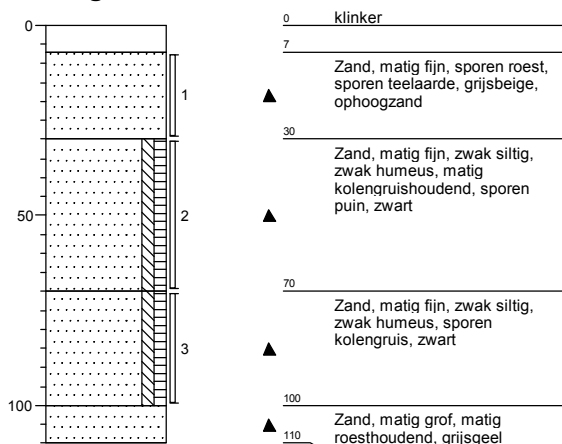 0
50
100
1
2
3
0 klinker
7
Zand, matig fijn, sporen roest,
sporen teelaarde, grijsbeige,
ophoogzand
30
Zand, matig fijn, zwak siltig,
zwak humeus, matig
kolengruishoudend, sporen
puin, zwart
70
Zand, matig fijn, zwak siltig,
zwak humeus, sporen
kolengruis, zwart
100
Zand, matig grof, matig
roesthoudend, grijsgeel
110